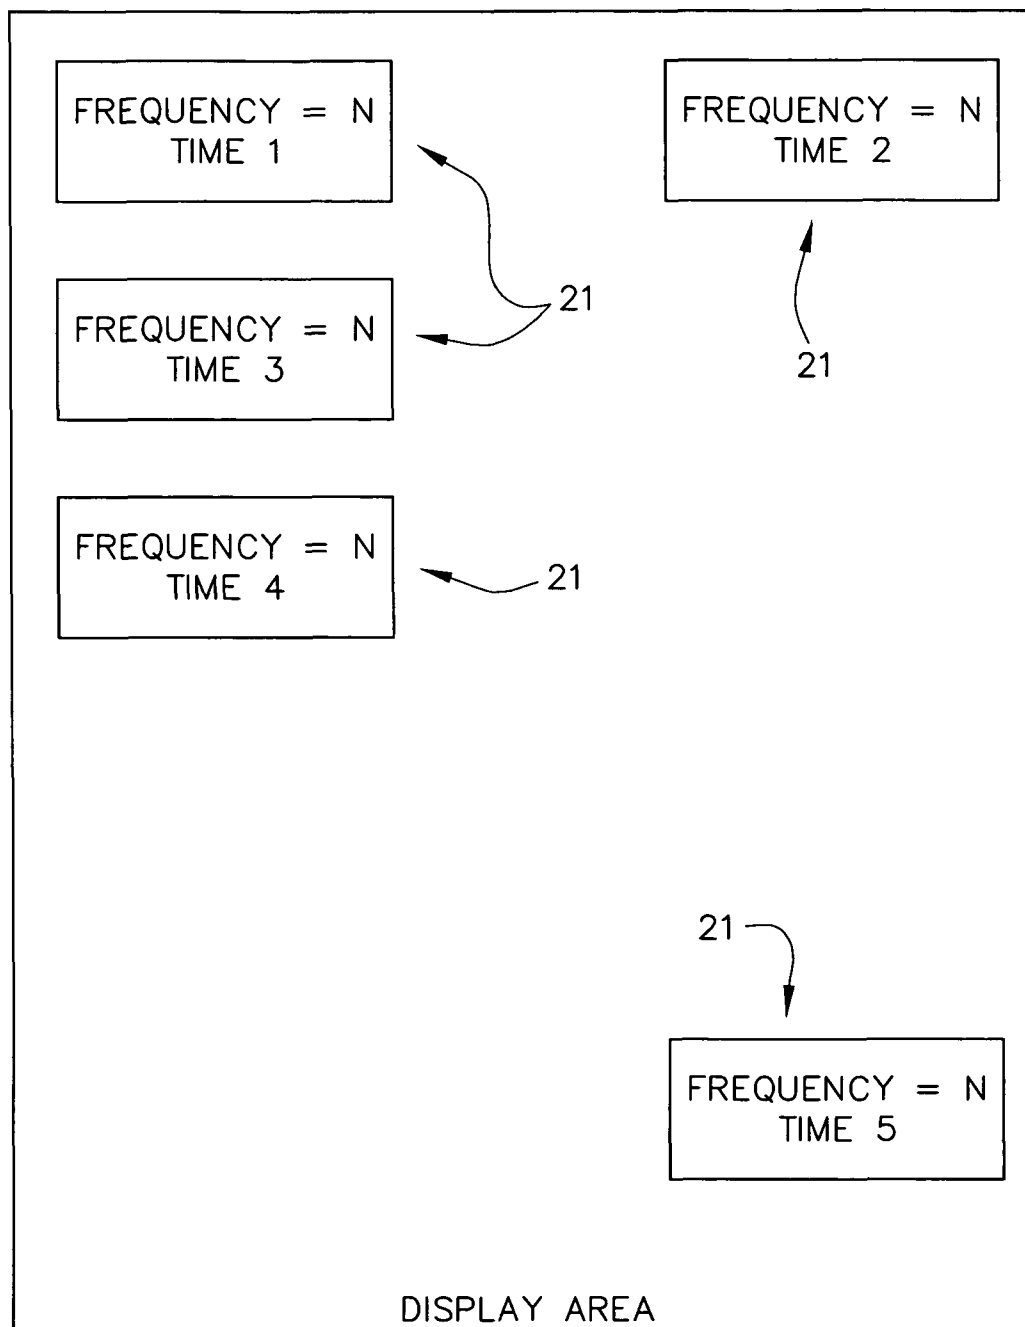 FREQUENCY = N
TIME 1
FREQUENCY = N
TIME 2
21
FREQUENCY = N
TIME 3
21
FREQUENCY = N
TIME 4
21
21
FREQUENCY = N
TIME 5
DISPLAY AREA